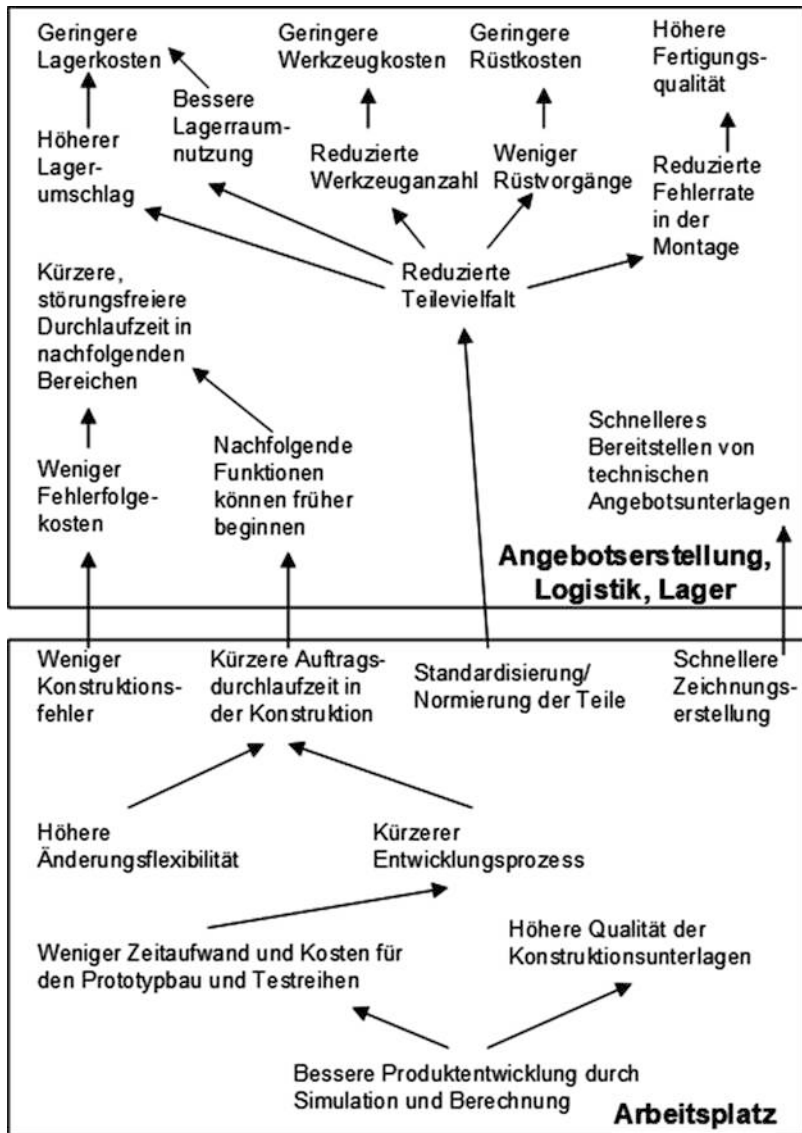 Geringere
Lagerkosten
Geringere
Werkzeugkosten
Geringere
Rüstkosten
Höhere
Fertigungs-
qualität
Bessere
Lagerraum-
nutzung
Höherer
Lager-
umschlag
Reduzierte
Werkzeuganzahl
Weniger
Rüstvorgänge
Reduzierte
Fehlerrate
in der
Montage
Reduzierte
Teilevielfalt
Kürzere,
störungsfreiere
Durchlaufzeit in
nachfolgenden
Bereichen
Weniger
Fehlerfolge-
kosten
Nachfolgende
Funktionen
können früher
beginnen
Schnelleres
Bereitstellen von
technischen
Angebotsunterlagen
Angebotserstellung,
Logistik, Lager
Weniger
Konstruktions-
fehler
Kürzere Auftrags-
durchlaufzeit in
der Konstruktion
Standardisierung/
Normierung der Teile
Schnellere
Zeichnungs-
erstellung
Höhere
Änderungsflexibilität
Kürzerer
Entwicklungsprozess
Weniger Zeitaufwand und Kosten für
den Prototypbau und Testreihen
Höhere Qualität der
Konstruktionsunterlagen
Bessere Produktentwicklung durch
Simulation und Berechnung
Arbeitsplatz